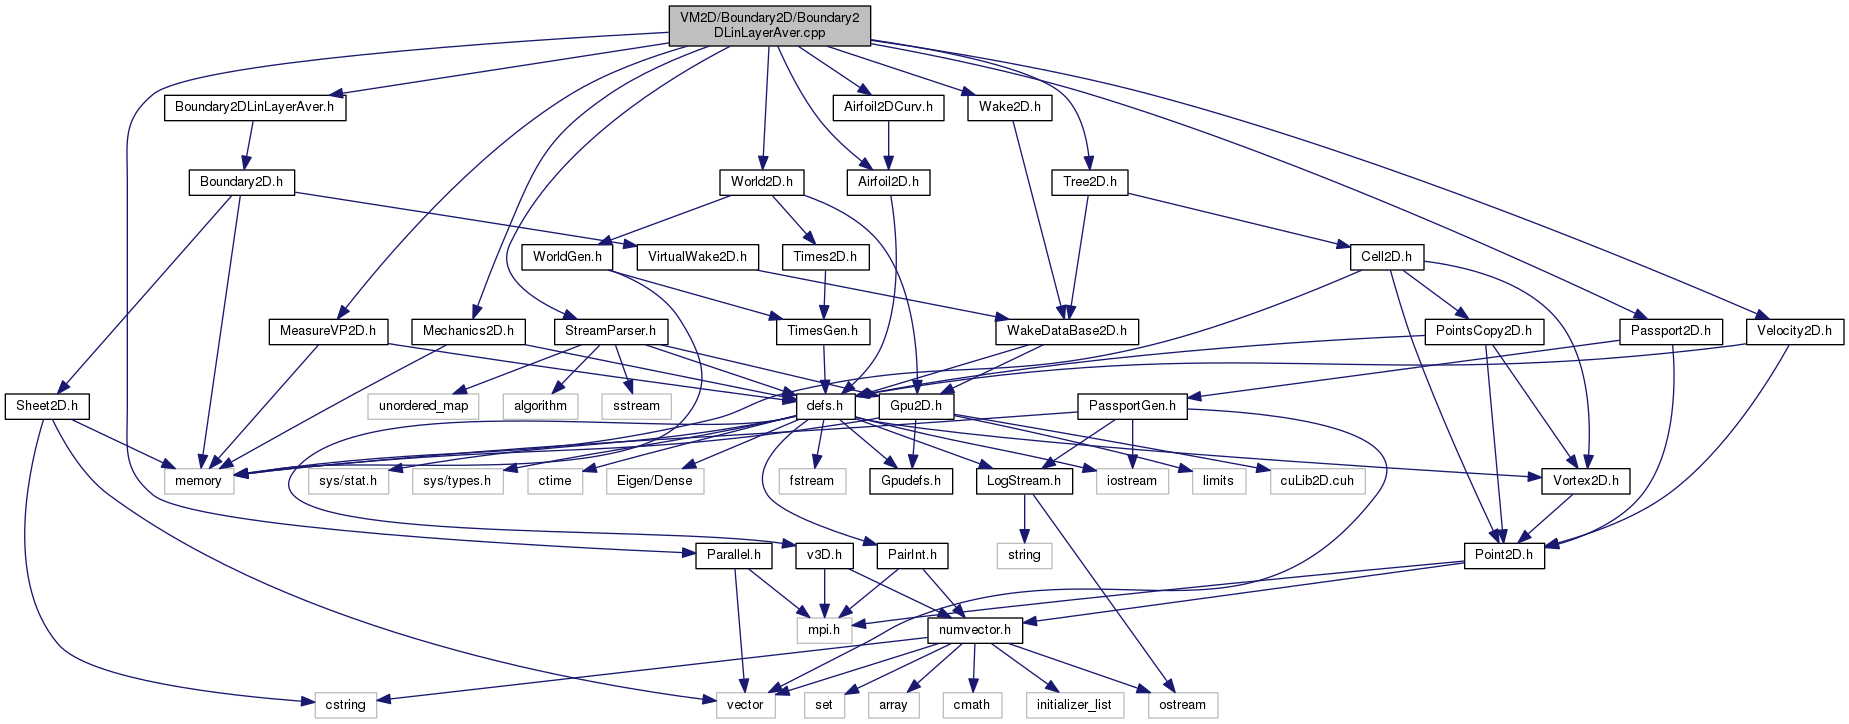 VM2D/Boundary2D/Boundary2
DLinLayerAver.cpp
Boundary2DLinLayerAver.h
Airfoil2DCurv.h
Wake2D.h
Boundary2D.h
World2D.h
Airfoil2D.h
Tree2D.h
WorldGen.h
VirtualWake2D.h
Times2D.h
Cell2D.h
MeasureVP2D.h
Mechanics2D.h
StreamParser.h
TimesGen.h
WakeDataBase2D.h
PointsCopy2D.h
Passport2D.h
Velocity2D.h
Sheet2D.h
unordered_map
algorithm
sstream
defs.h
Gpu2D.h
PassportGen.h
memory
sys/stat.h
sys/types.h
ctime
Eigen/Dense
fstream
Gpudefs.h
LogStream.h
iostream
limits
cuLib2D.cuh
Vortex2D.h
Parallel.h
v3D.h
PairInt.h
string
Point2D.h
mpi.h
numvector.h
cstring
vector
set
array
cmath
initializer_list
ostream